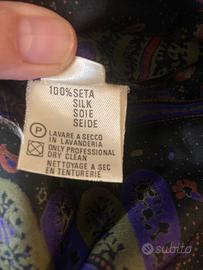 100%SETA
SILK
SOIE
SEIDE
P
LAVARE A SECCO
IN LAVANDERIA
ONLY PROFESSIONAL
DRY CLEAN
NETTOYAGE A SEC
EN TENTURERIE
subito